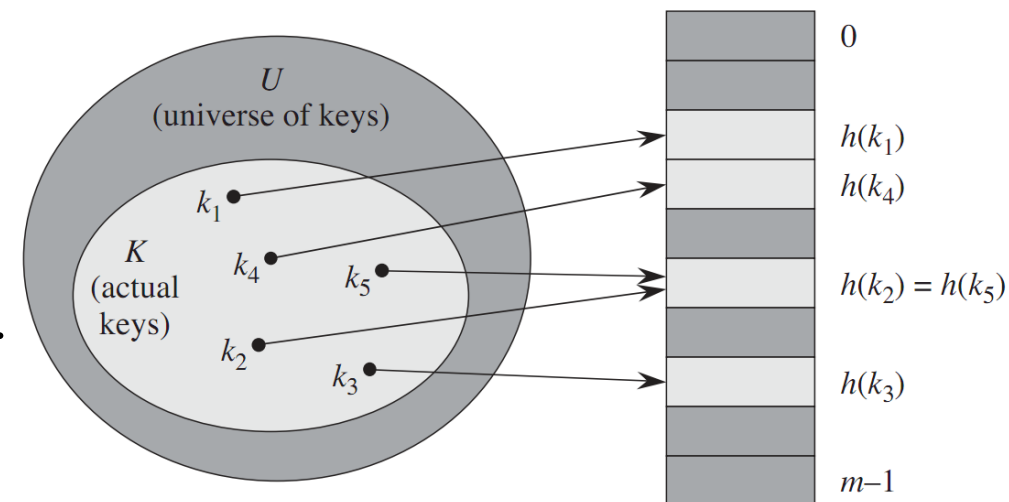 U
(universe of keys)
k₁
K
(actual
keys)
k₄
k₅
k₂
k₃
0
h(k₁)
h(k₄)
h(k₂) = h(k₅)
h(k₃)
m–1
.